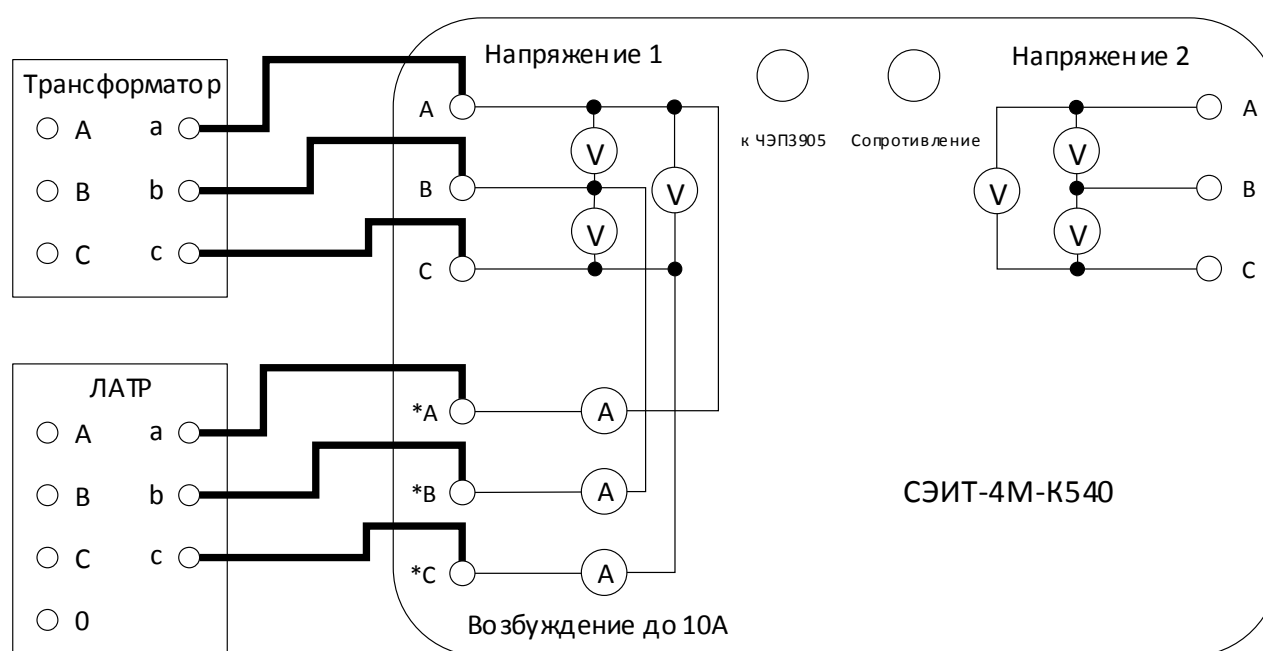 Напряжение 1
Напряжение 2
Трансформатор
A a
B b
C c
A
B
C
V
V
V
к ЧЭП3905
Сопротивление
V
V
V
A
B
C
ЛАТР
A a
B b
C c
0
*A
*B
*C
A
A
A
СЭИТ-4М-К540
Возбуждение до 10А